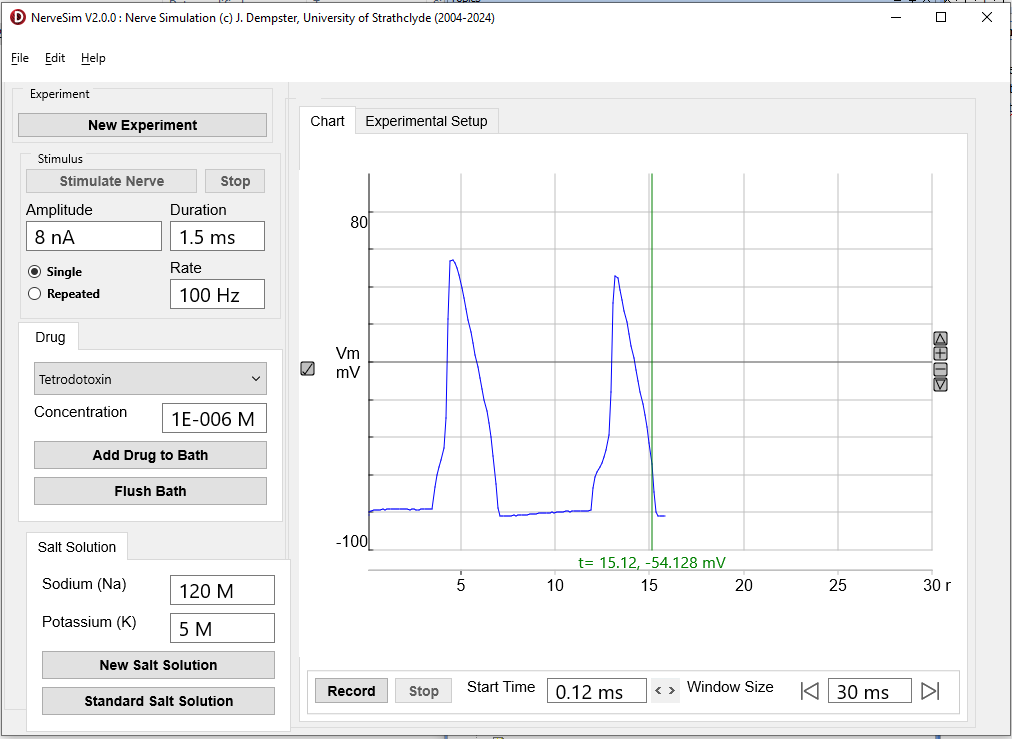 NerveSim V2.0.0 : Nerve Simulation (c) J. Dempster, University of Strathclyde (2004-2024)
File Edit Help
Experiment
New Experiment
Stimulus
Stimulate Nerve Stop
Amplitude Duration
8 nA 1.5 ms
Single Rate
Repeated 100 Hz
Drug
Tetrodotoxin
Concentration 1E-006 M
Add Drug to Bath
Flush Bath
Salt Solution
Sodium (Na) 120 M
Potassium (K) 5 M
New Salt Solution
Standard Salt Solution
Chart Experimental Setup
80
Vm
mV
-100
t= 15.12, -54.128 mV
5 10 15 20 25 30 r
Record Stop Start Time 0.12 ms < > Window Size 30 ms